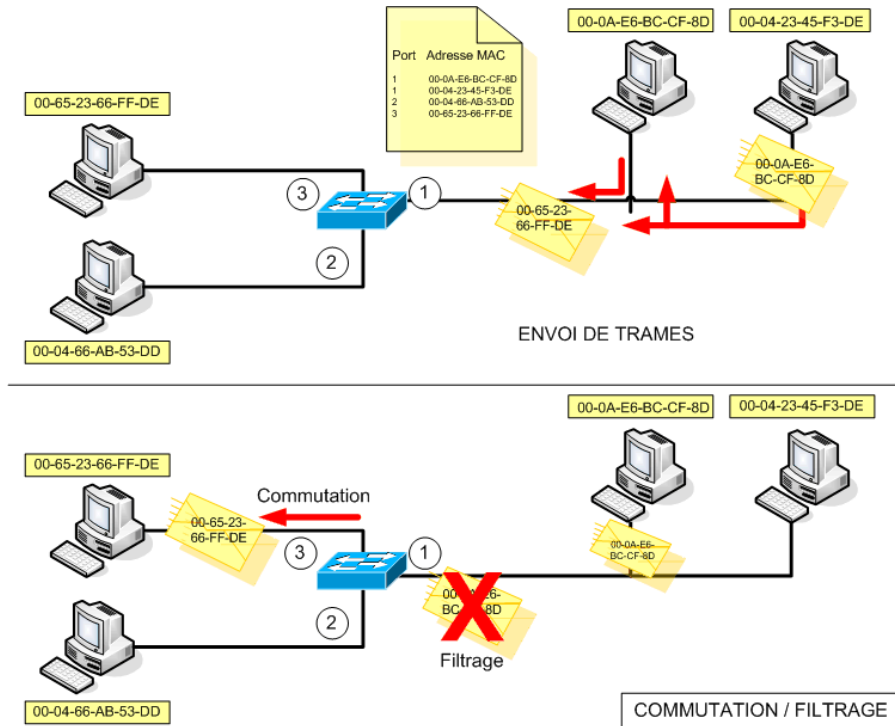 00-0A-E6-BC-CF-8D
00-04-23-45-F3-DE
Port Adresse MAC
1 00-0A-E6-BC-CF-8D
1 00-04-23-45-F3-DE
2 00-04-66-AB-53-DD
3 00-65-23-66-FF-DE
00-65-23-66-FF-DE
00-0A-E6-
BC-CF-8D
3
1
00-65-23-
66-FF-DE
2
ENVOI DE TRAMES
00-04-66-AB-53-DD
00-0A-E6-BC-CF-8D
00-04-23-45-F3-DE
00-65-23-66-FF-DE
Commutation
00-65-23-
66-FF-DE
3
1
00-0A-E6-
BC-CF-8D
00-0A-E6-
BC-CF-8D
2
Filtrage
00-04-66-AB-53-DD
COMMUTATION / FILTRAGE